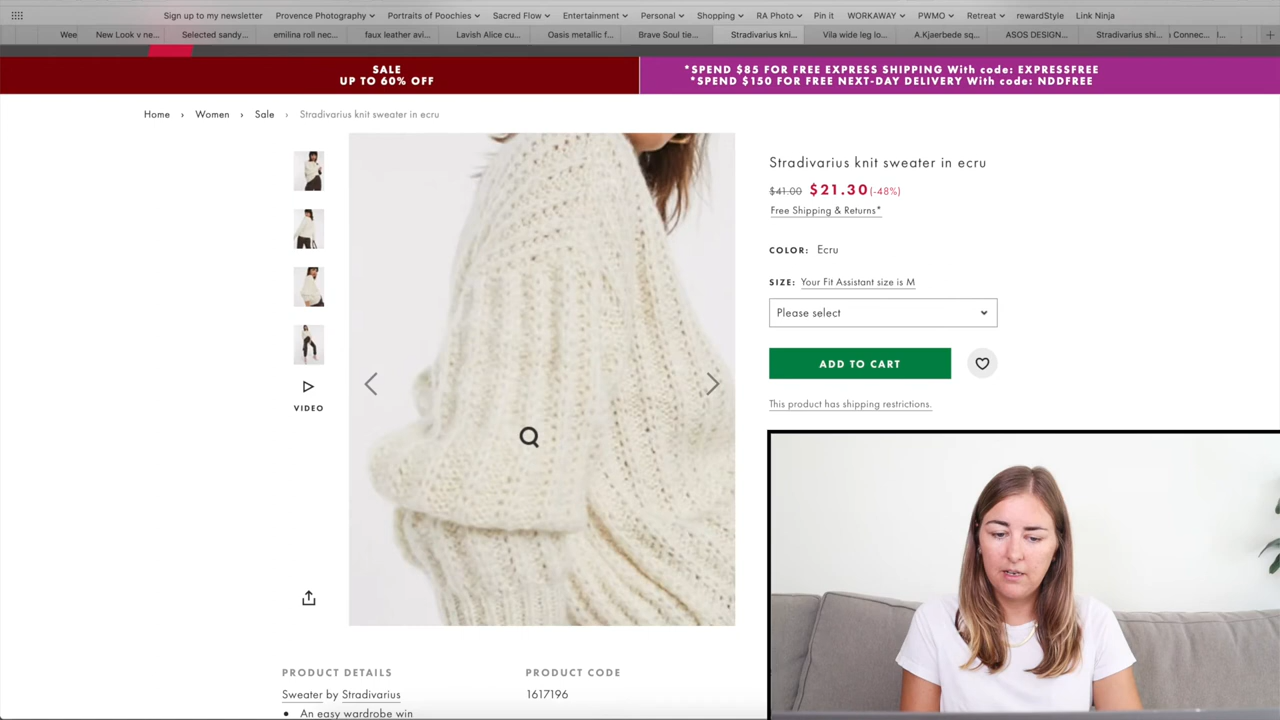 Sign up to my newsletter Provence Photography Portraits of Poochies Sacred Flow Entertainment Personal Shopping RA Photo Pin it WORKAWAY PWMO Retreat rewardStyle Link Ninja
Wee New Look v ne... Selected sandy... emilina roll nec... faux leather avi... Lavish Alice cu... Oasis metallic f... Brave Soul tie... Stradivarius kni... Vila wide leg lo... A.Kjaerbede sq... ASOS DESIGN... Stradivarius shi... Connec... l...
SALE
UP TO 60% OFF
*SPEND $85 FOR FREE EXPRESS SHIPPING With code: EXPRESSFREE
*SPEND $150 FOR FREE NEXT-DAY DELIVERY With code: NDDFREE
Home › Women › Sale › Stradivarius knit sweater in ecru
Stradivarius knit sweater in ecru
$41.00 $21.30 (-48%)
Free Shipping & Returns*
COLOR: Ecru
SIZE: Your Fit Assistant size is M
Please select
ADD TO CART
This product has shipping restrictions.
VIDEO
PRODUCT DETAILS
Sweater by Stradivarius
• An easy wardrobe win
PRODUCT CODE
1617196